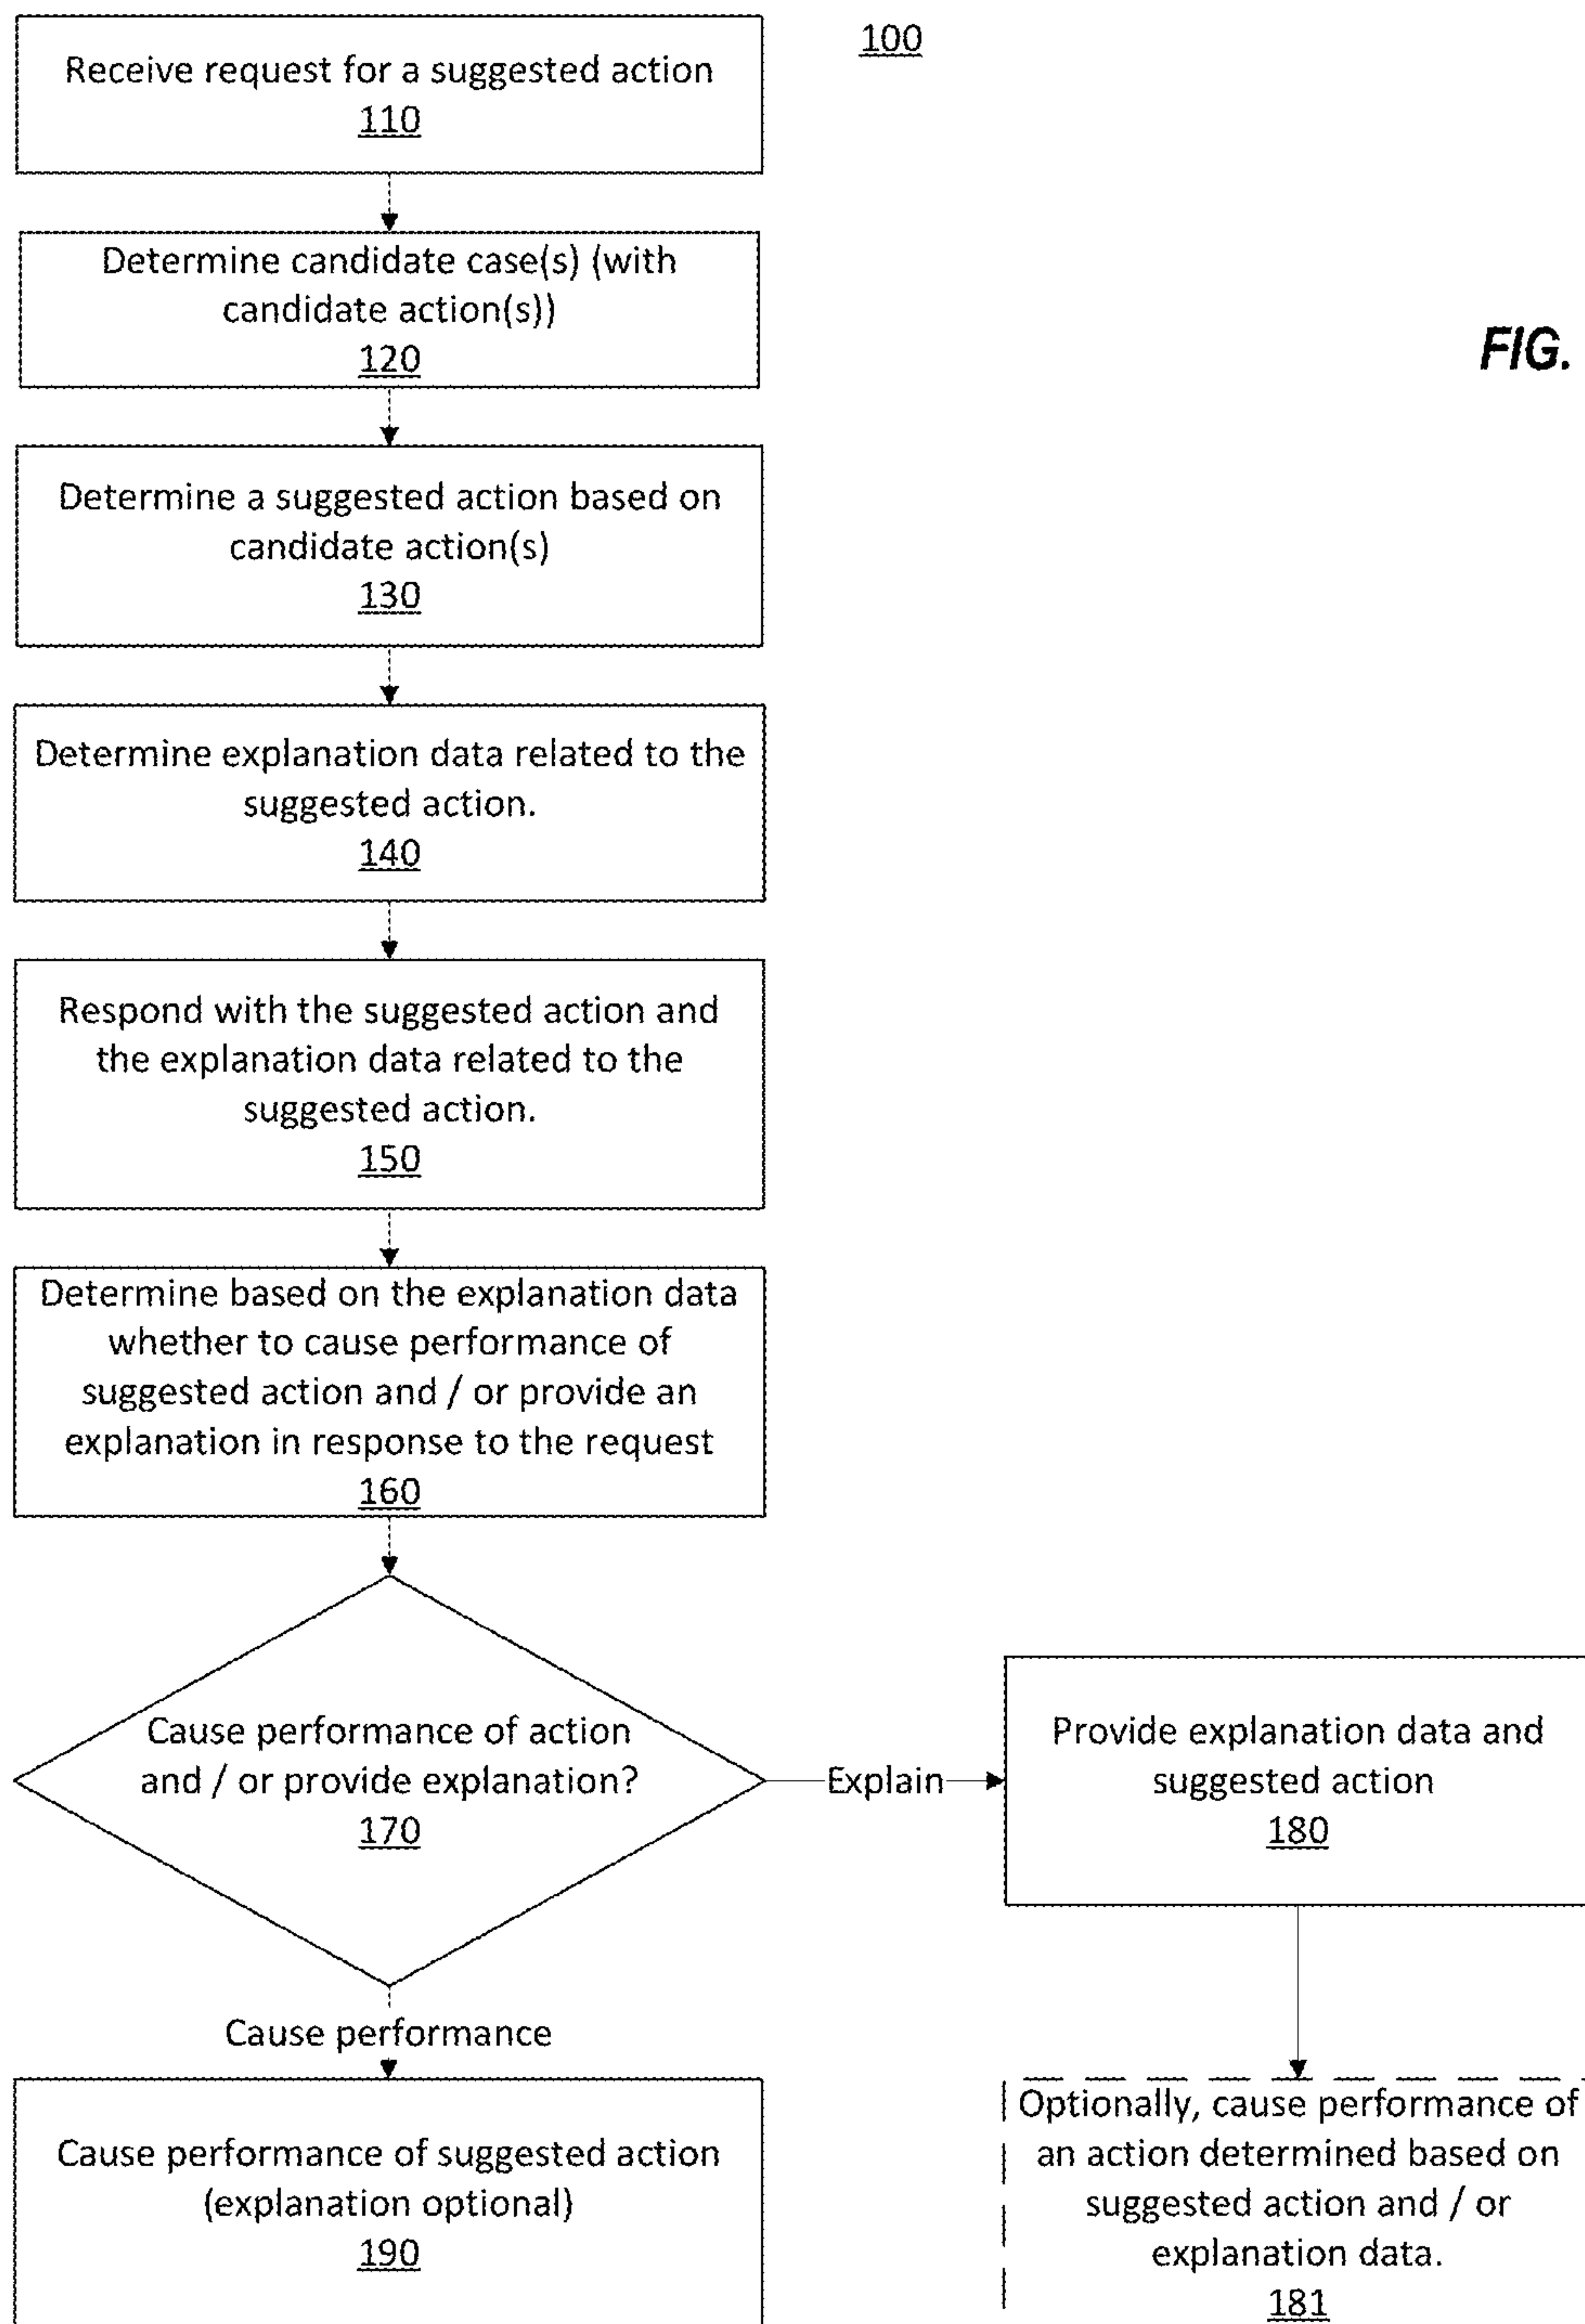 100
Receive request for a suggested action
110
Determine candidate case(s) (with
candidate action(s))
120
FIG.
Determine a suggested action based on
candidate action(s)
130
Determine explanation data related to the
suggested action.
140
Respond with the suggested action and
the explanation data related to the
suggested action.
150
Determine based on the explanation data
whether to cause performance of
suggested action and / or provide an
explanation in response to the request
160
Cause performance of action
and / or provide explanation?
170
Explain
Provide explanation data and
suggested action
180
Cause performance
Cause performance of suggested action
(explanation optional)
190
Optionally, cause performance of
an action determined based on
suggested action and / or
explanation data.
181